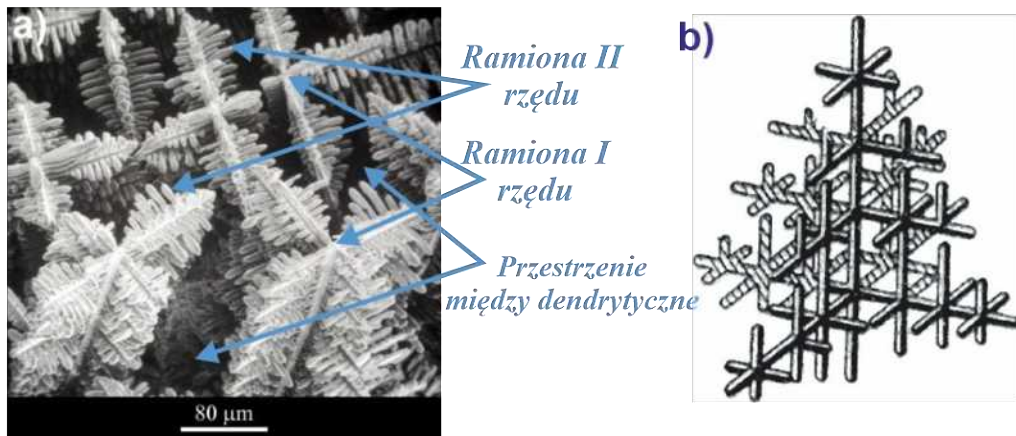 a)
Ramiona II
rzędu
Ramiona I
rzędu
Przestrzenie
między dendrytyczne
80 µm
b)